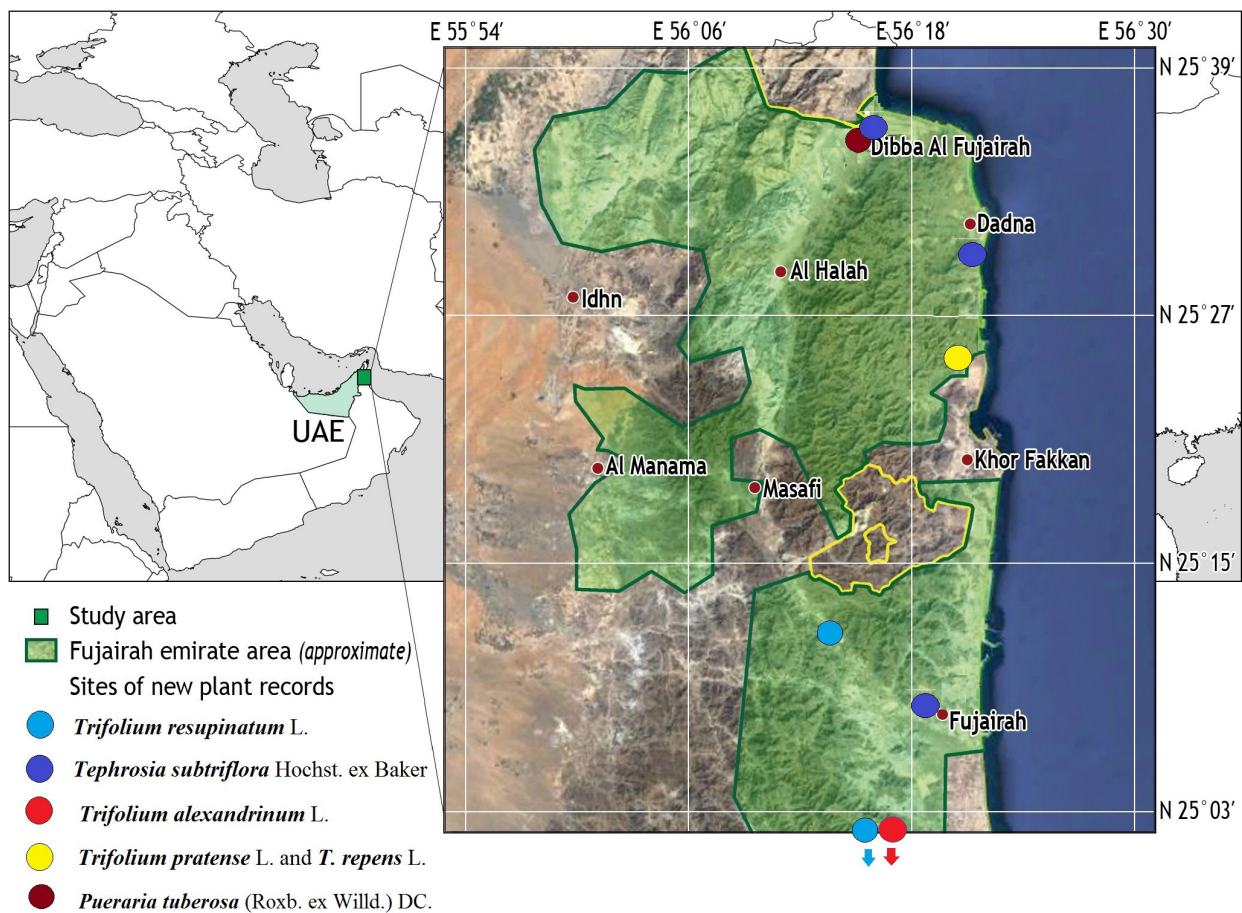 E 55°54′ E 56°06′ E 56°18′ E 56°30′
N 25°39′
Dibba Al Fujairah
Dadna
Al Halah
Idhn
N 25°27′
UAE
Khor Fakkan
Al Manama
Masafi
N 25°15′
Fujairah
N 25°03′
Study area
Fujairah emirate area (approximate)
Sites of new plant records
Trifolium resupinatum L.
Tephrosia subtriflora Hochst. ex Baker
Trifolium alexandrinum L.
Trifolium pratense L. and T. repens L.
Pueraria tuberosa (Roxb. ex Willd.) DC.